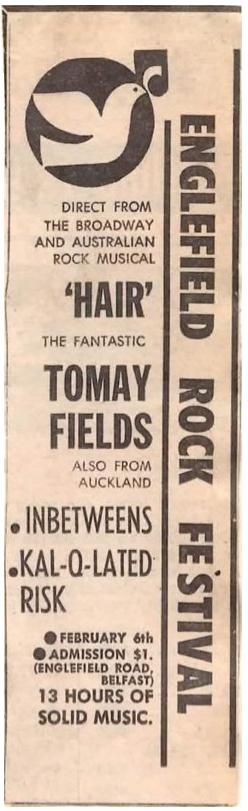 ENGLEFIELD ROCK FESTIVAL
DIRECT FROM
THE BROADWAY
AND AUSTRALIAN
ROCK MUSICAL
'HAIR'
THE FANTASTIC
TOMAY
FIELDS
ALSO FROM
AUCKLAND
• INBETWEENS
• KAL-Q-LATED
RISK
● FEBRUARY 6th
● ADMISSION $1.
(ENGLEFIELD ROAD,
BELFAST)
13 HOURS OF
SOLID MUSIC.